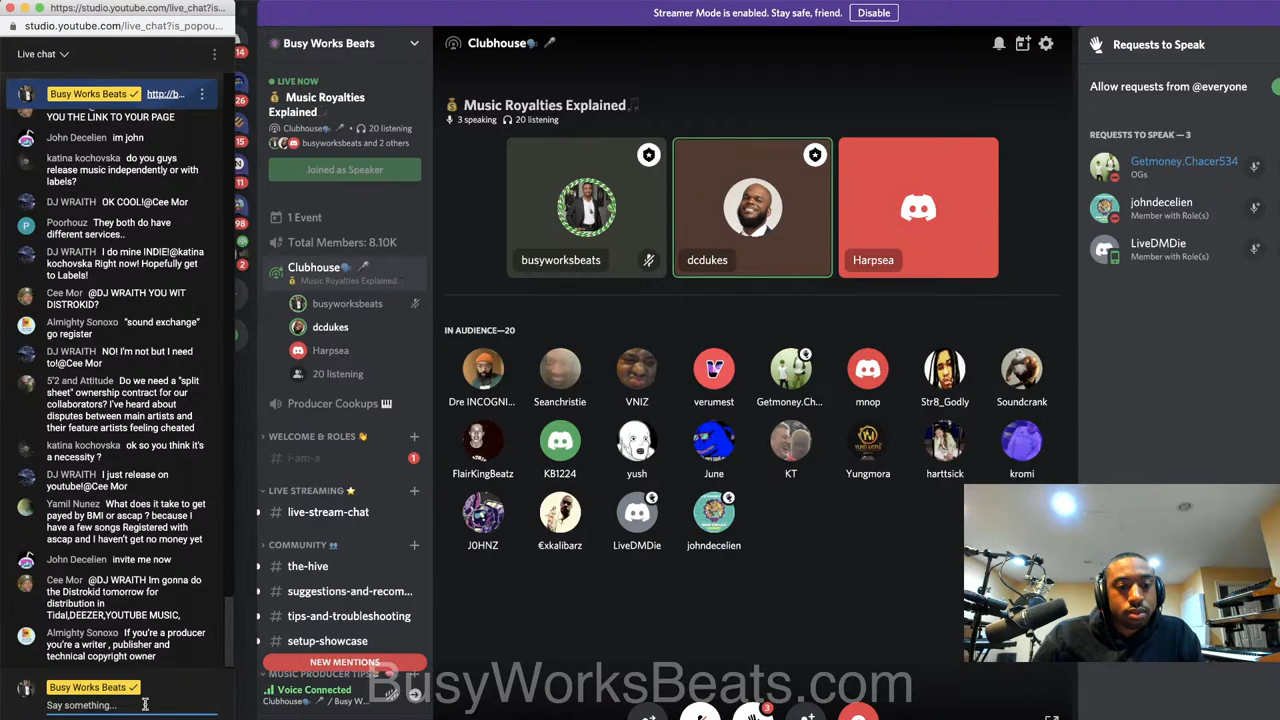 https://studio.youtube.com/live_chat?is_popou...
studio.youtube.com/live_chat?is_popou...
Live chat
Busy Works Beats
http://b...
YOU THE LINK TO YOUR PAGE
John Decelien im john
katina kochovska do you guys
release music independently or with
labels?
DJ WRAITH OK COOL!@Cee Mor
Poorhouz They both do have
different services..
DJ WRAITH I do mine INDIE!@katina
kochovska Right now! Hopefully get
to Labels!
Cee Mor @DJ WRAITH YOU WIT
DISTROKID?
Almighty Sonoxo "sound exchange"
go register
DJ WRAITH NO! I'm not but I need
to!@Cee Mor
5'2 and Attitude Do we need a "split
sheet" ownership contract for our
collaborators? I've heard about
disputes between main artists and
their feature artists feeling cheated
katina kochovska ok so you think it's
a necessity ?
DJ WRAITH I just release on
youtube!@Cee Mor
Yamil Nunez What does it take to get
payed by BMI or ascap ? because I
have a few songs Registered with
ascap and I haven't get no money yet
John Decelien invite me now
Cee Mor @DJ WRAITH Im gonna do
the Distrokid tomorrow for
distribution in
Tidal,DEEZER,YOUTUBE MUSIC,
Almighty Sonoxo If you're a producer
you're a writer , publisher and
technical copyright owner
Busy Works Beats
Say something...
14
26
15
11
98
2
Streamer Mode is enabled. Stay safe, friend.
Disable
Busy Works Beats
LIVE NOW
Music Royalties
Explained
Clubhouse
20 listening
busyworksbeats and 2 others
Joined as Speaker
1 Event
Total Members: 8.10K
Clubhouse
Music Royalties Explained
busyworksbeats
dcdukes
Harpsea
20 listening
Producer Cookups
WELCOME & ROLES
i-am-a
1
LIVE STREAMING
live-stream-chat
COMMUNITY
the-hive
suggestions-and-recom...
tips-and-troubleshooting
setup-showcase
NEW MENTIONS
MUSIC PRODUCER TIPS
Voice Connected
Clubhouse / Busy W...
Clubhouse
Music Royalties Explained
3 speaking 20 listening
busyworksbeats
dcdukes
Harpsea
IN AUDIENCE—20
Dre INCOGNI...
Seanchristie
VNIZ
verumest
Getmoney.Ch...
mnop
Str8_Godly
Soundcrank
FlairKingBeatz
KB1224
yush
June
KT
Yungmora
harttsick
kromi
J0HNZ
€xkalibarz
LiveDMDie
johndecelien
3
Requests to Speak
Allow requests from @everyone
REQUESTS TO SPEAK — 3
Getmoney.Chacer534
OGs
johndecelien
Member with Role(s)
LiveDMDie
Member with Role(s)
BusyWorksBeats.com